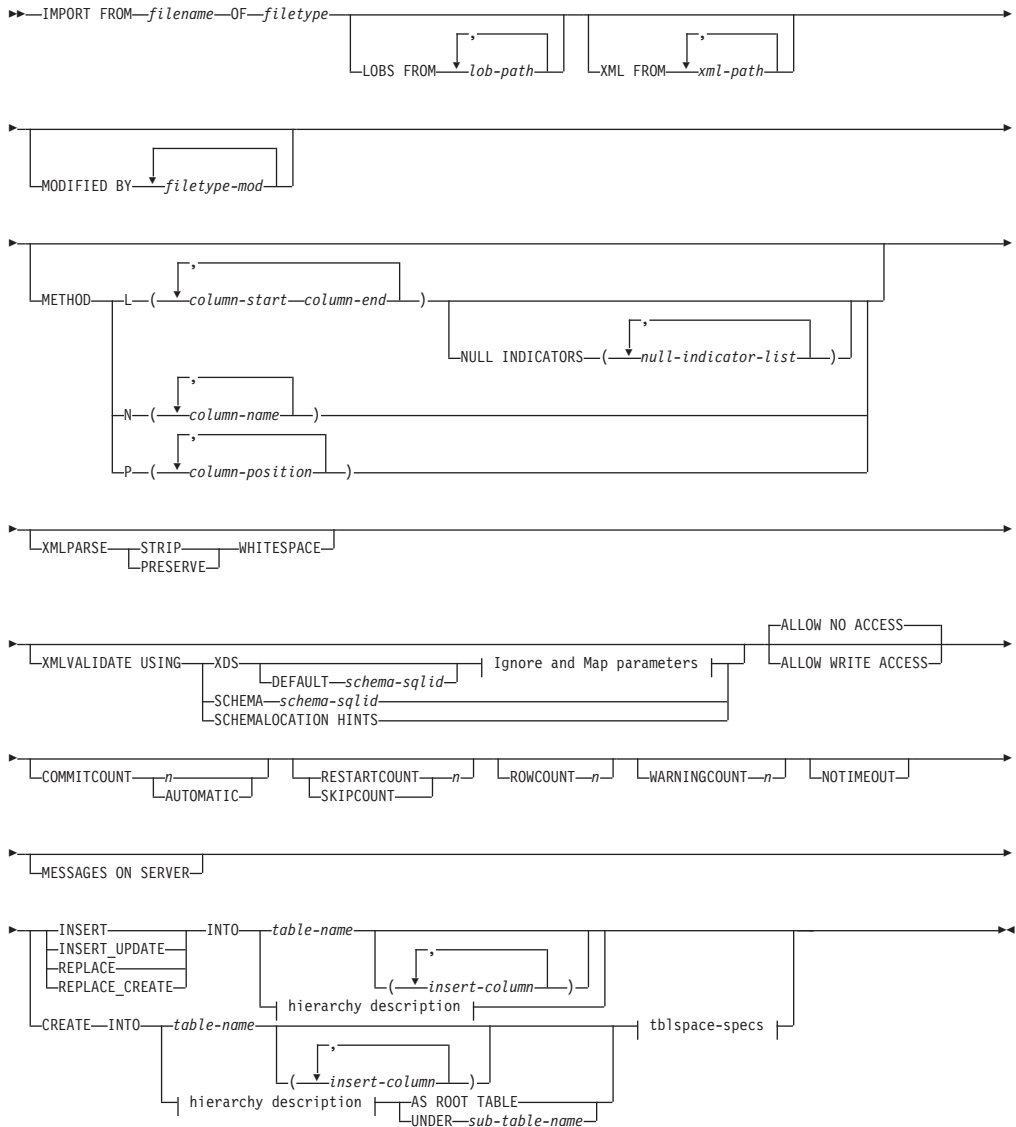 IMPORT FROM filename OF filetype
,
,
LOBS FROM lob-path
XML FROM xml-path
MODIFIED BY filetype-mod
,
METHOD L ( column-start column-end )
,
NULL INDICATORS ( null-indicator-list )
,
N ( column-name )
,
P ( column-position )
XMLPARSE STRIP WHITESPACE
PRESERVE
ALLOW NO ACCESS
XMLVALIDATE USING XDS Ignore and Map parameters ALLOW WRITE ACCESS
DEFAULT schema-sqlid
SCHEMA schema-sqlid
SCHEMALOCATION HINTS
COMMITCOUNT n RESTARTCOUNT n ROWCOUNT n WARNINGCOUNT n NOTIMEOUT
AUTOMATIC SKIPCOUNT
MESSAGES ON SERVER
INSERT INTO table-name
INSERT_UPDATE ,
REPLACE
REPLACE_CREATE ( insert-column )
hierarchy description
CREATE INTO table-name tblspace-specs
,
( insert-column )
hierarchy description AS ROOT TABLE
UNDER sub-table-name